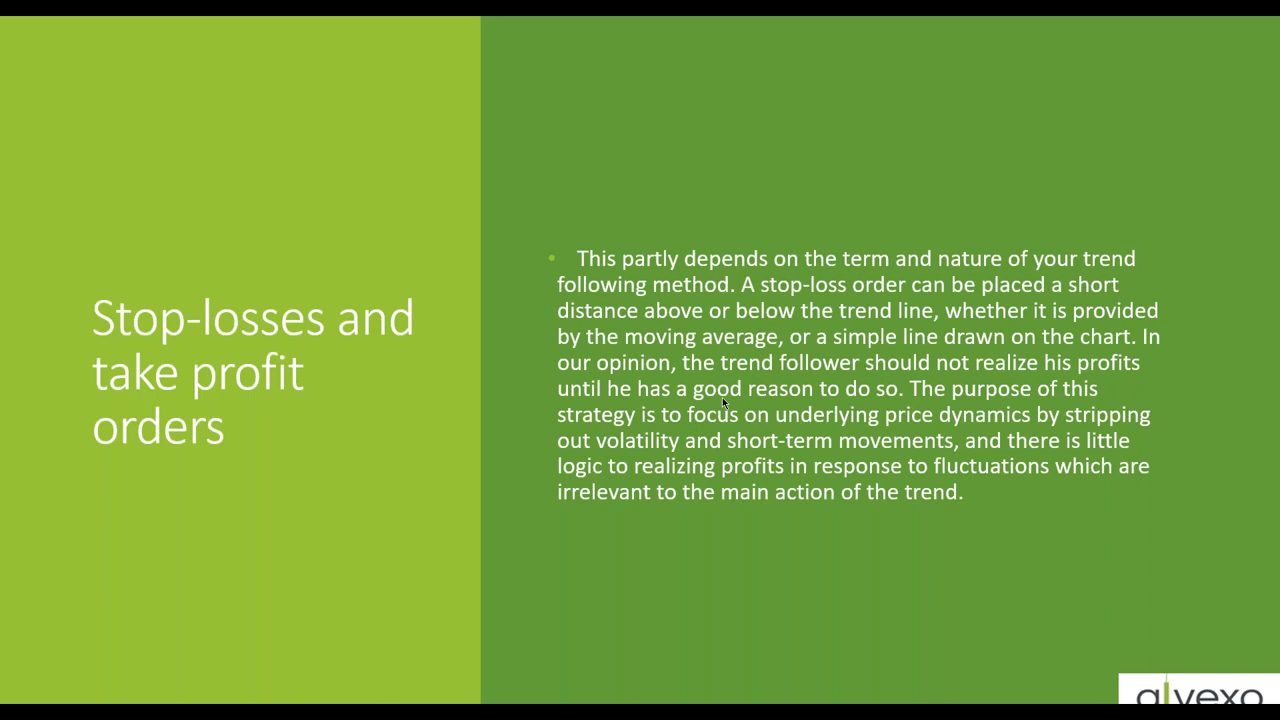 Stop-losses and
take profit
orders
• This partly depends on the term and nature of your trend
following method. A stop-loss order can be placed a short
distance above or below the trend line, whether it is provided
by the moving average, or a simple line drawn on the chart. In
our opinion, the trend follower should not realize his profits
until he has a good reason to do so. The purpose of this
strategy is to focus on underlying price dynamics by stripping
out volatility and short-term movements, and there is little
logic to realizing profits in response to fluctuations which are
irrelevant to the main action of the trend.
alvexo